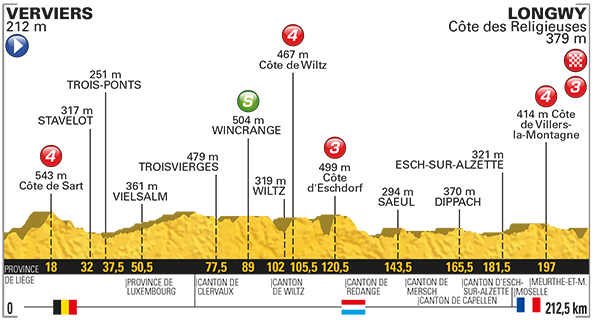 VERVIERS
212 m
LONGWY
Côte des Religieuses
379 m
3
4
543 m
Côte de Sart
317 m
STAVELOT
251 m
TROIS-PONTS
361 m
VIELSALM
479 m
TROISVIERGES
S
504 m
WINCRANGE
319 m
WILTZ
4
467 m
Côte de Wiltz
3
499 m
Côte
d'Eschdorf
294 m
SAEUL
370 m
DIPPACH
321 m
ESCH-SUR-ALZETTE
4
414 m Côte
de Villers-
la-Montagne
18 32 37,5 50,5 77,5 89 102 105,5 120,5 143,5 165,5 181,5 197
PROVINCE
DE LIÈGE
PROVINCE DE
LUXEMBOURG
CANTON DE
CLERVAUX
CANTON
DE WILTZ
CANTON DE
REDANGE
CANTON DE
MERSCH
CANTON DE CAPELLEN
CANTON D'ESCH-
SUR-ALZETTE
MOSELLE
MEURTHE-ET-M.
0
212,5 km